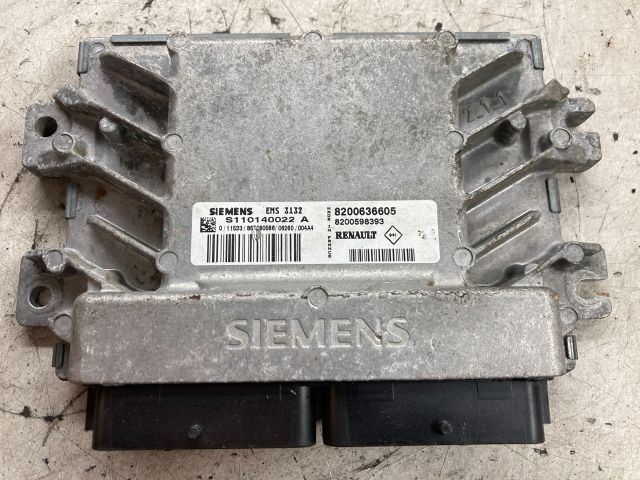 SIEMENS EMS 3132
S110140022 A
8200636605
8200598393
RENAULT
SIEMENS